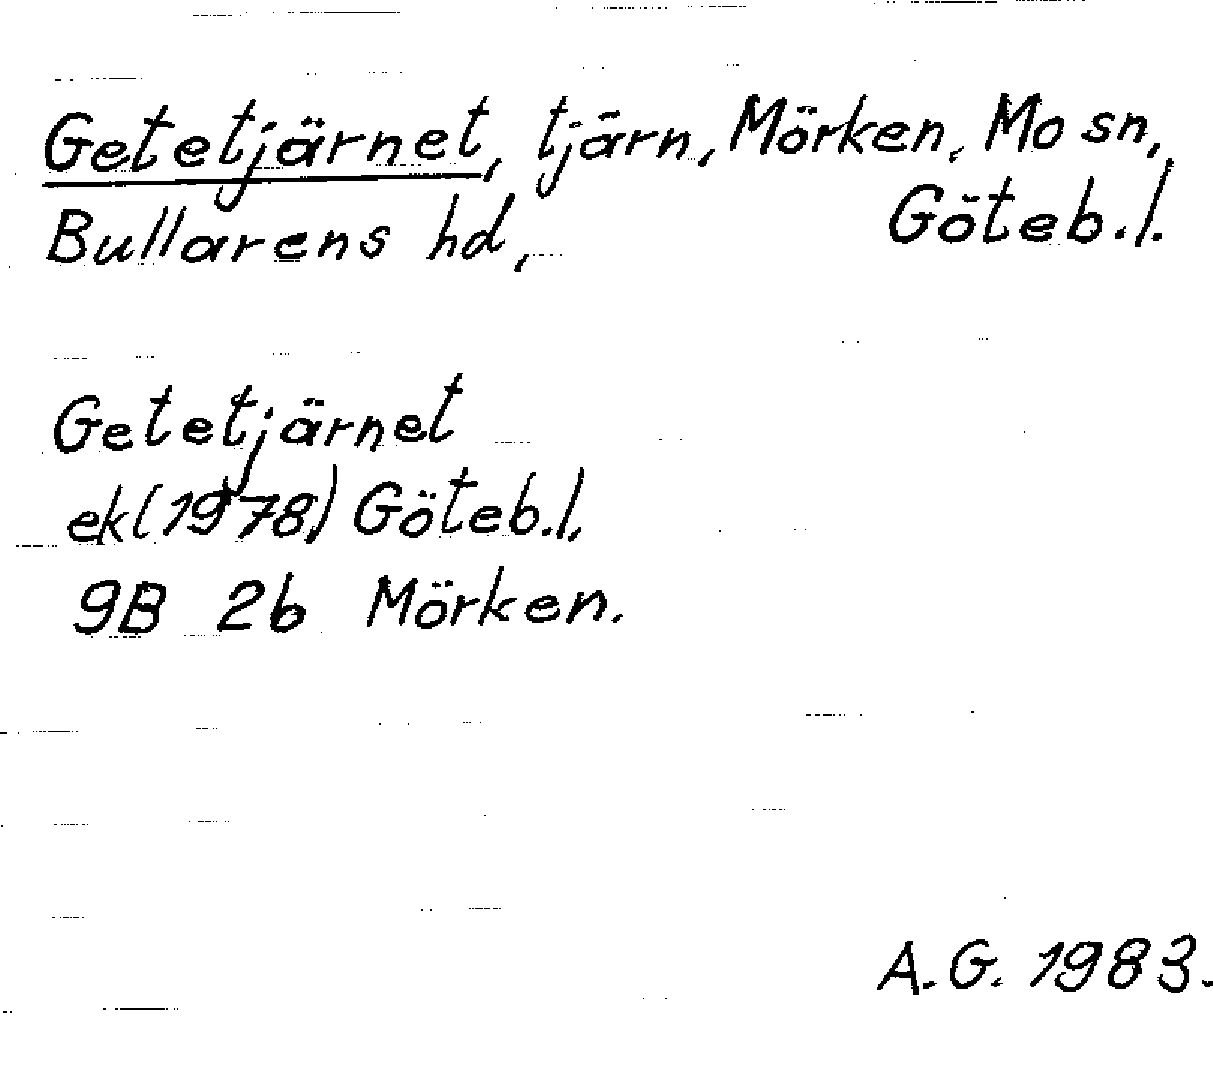 Getetjärnet, tjärn, Mörken, Mo sn,
Bullarens hd, Göteb.l.
Getetjärnet
ek(1978) Göteb.l.
9B 2b Mörken.
A.G. 1983.